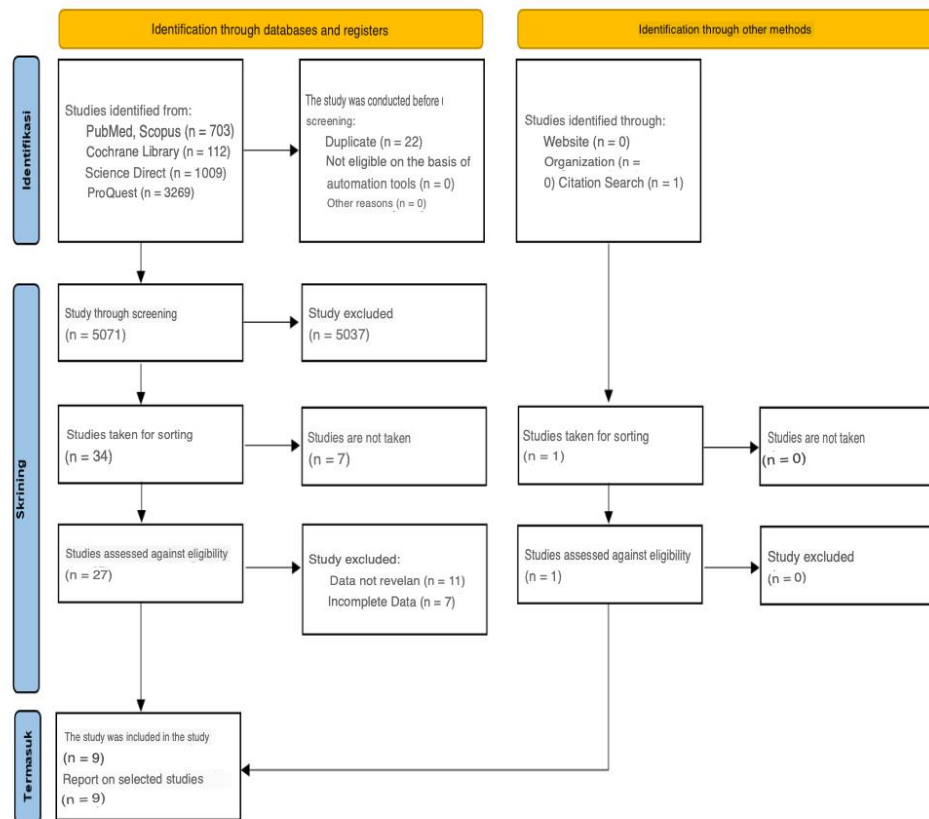 Identification through databases and registers
Identification through other methods
Identifikasi
Studies identified from:
PubMed, Scopus (n = 703)
Cochrane Library (n = 112)
Science Direct (n = 1009)
ProQuest (n = 3269)
The study was conducted before
screening:
Duplicate (n = 22)
Not eligible on the basis of
automation tools (n = 0)
Other reasons (n = 0)
Studies identified through:
Website (n = 0)
Organization (n =
0) Citation Search (n = 1)
Skrining
Study through screening
(n = 5071)
Study excluded
(n = 5037)
Studies taken for sorting
(n = 34)
Studies are not taken
(n = 7)
Studies taken for sorting
(n = 1)
Studies are not taken
(n = 0)
Studies assessed against eligibility
(n = 27)
Study excluded:
Data not revelan (n = 11)
Incomplete Data (n = 7)
Studies assessed against eligibility
(n = 1)
Study excluded
(n = 0)
Termasuk
The study was included in the study
(n = 9)
Report on selected studies
(n = 9)